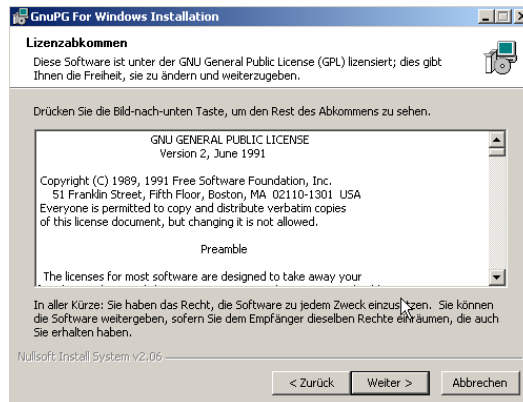 GnuPG For Windows Installation
Lizenzabkommen
Diese Software ist unter der GNU General Public License (GPL) lizensiert; dies gibt
Ihnen die Freiheit, sie zu ändern und weiterzugeben.
Drücken Sie die Bild-nach-unten Taste, um den Rest des Abkommens zu sehen.
GNU GENERAL PUBLIC LICENSE
Version 2, June 1991
Copyright (C) 1989, 1991 Free Software Foundation, Inc.
51 Franklin Street, Fifth Floor, Boston, MA 02110-1301 USA
Everyone is permitted to copy and distribute verbatim copies
of this license document, but changing it is not allowed.
Preamble
The licenses for most software are designed to take away your
In aller Kürze: Sie haben das Recht, die Software zu jedem Zweck einzusetzen. Sie können
die Software weitergeben, sofern Sie dem Empfänger dieselben Rechte einräumen, die auch
Sie erhalten haben.
Nullsoft Install System v2.06
< Zurück Weiter > Abbrechen